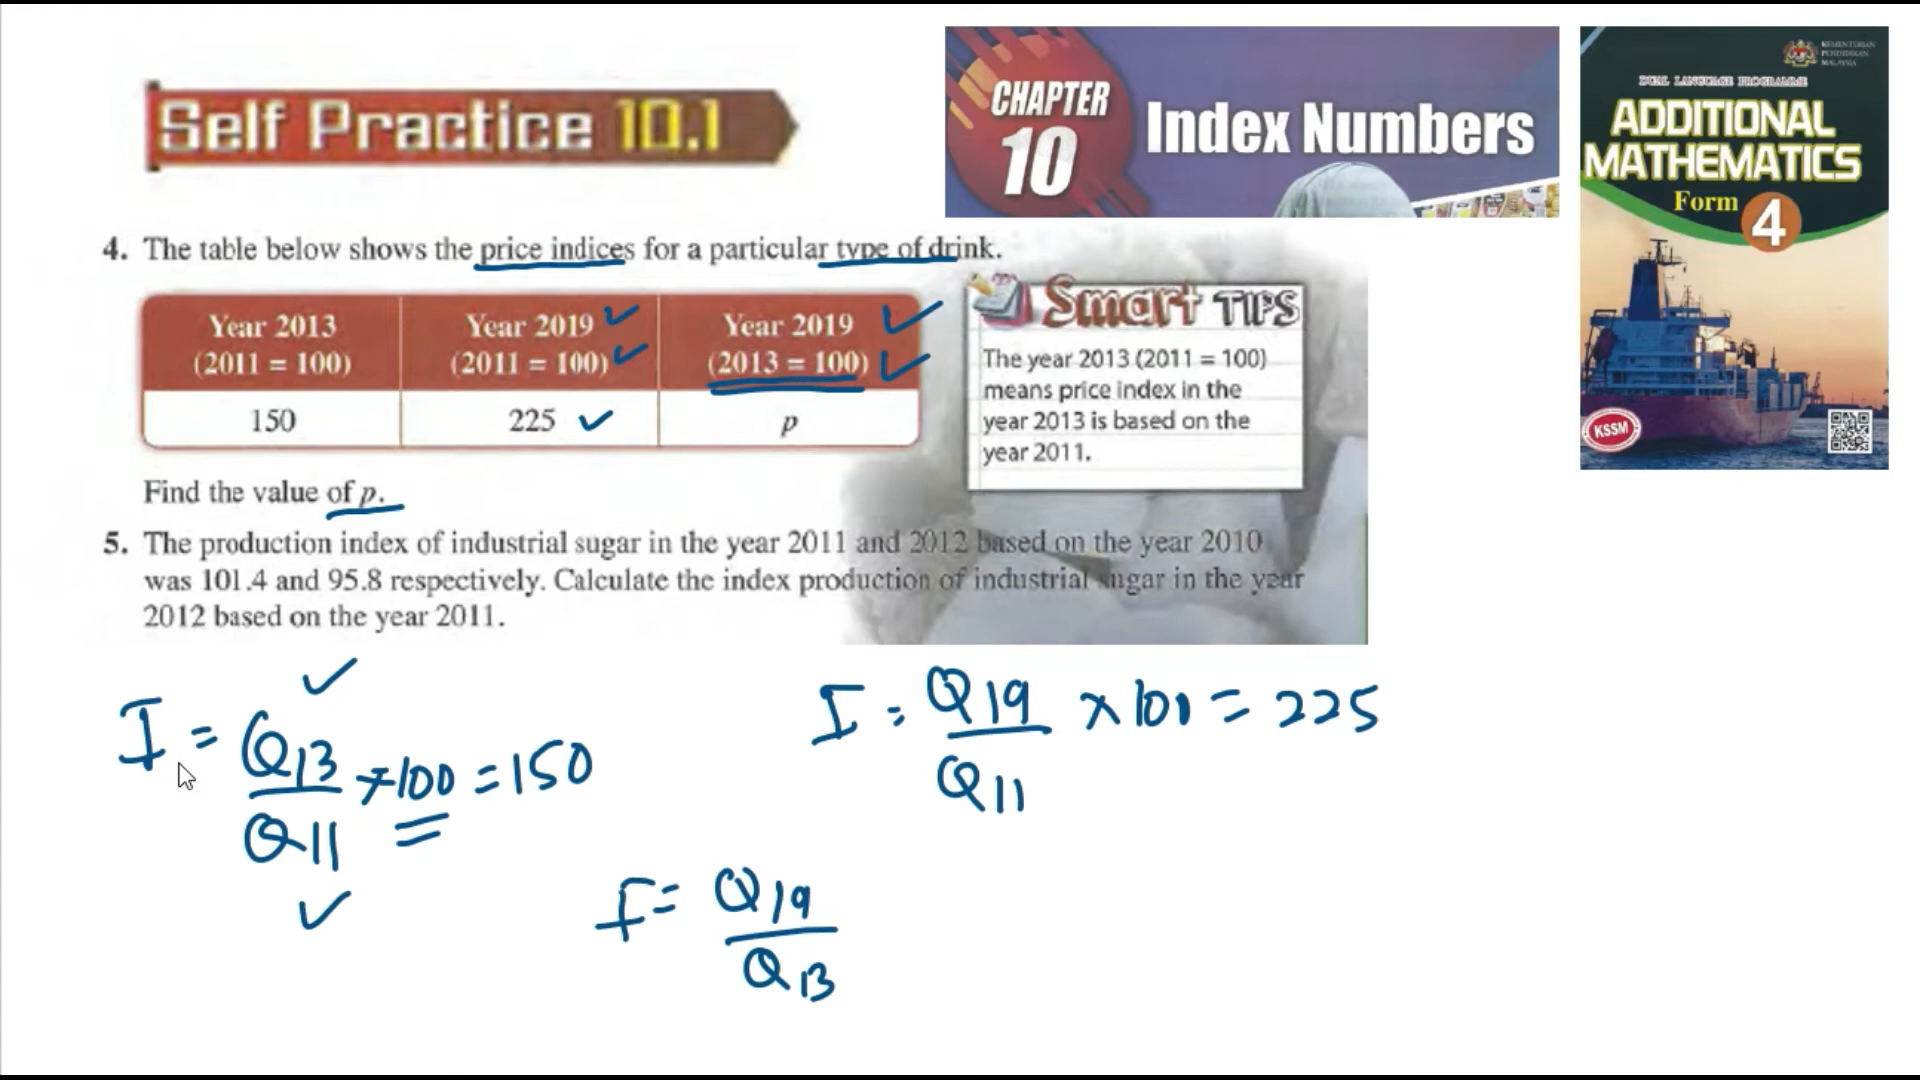 Self Practice 10.1
CHAPTER
10
Index Numbers
KEMENTERIAN
PENDIDIKAN
MALAYSIA
DUAL LANGUAGE PROGRAMME
ADDITIONAL
MATHEMATICS
Form 4
KSSM
4. The table below shows the price indices for a particular type of drink.
Year 2013 Year 2019 ✓ Year 2019 ✓
(2011 = 100) (2011 = 100) ✓ (2013 = 100) ✓
150 225 ✓ p
Smart TIPS
The year 2013 (2011 = 100)
means price index in the
year 2013 is based on the
year 2011.
Find the value of p.
5. The production index of industrial sugar in the year 2011 and 2012 based on the year 2010
was 101.4 and 95.8 respectively. Calculate the index production of industrial sugar in the year
2012 based on the year 2011.
✓
I = Q13/Q11 × 100 = 150
✓
I = Q19/Q11 × 100 = 225
I = Q19/Q13